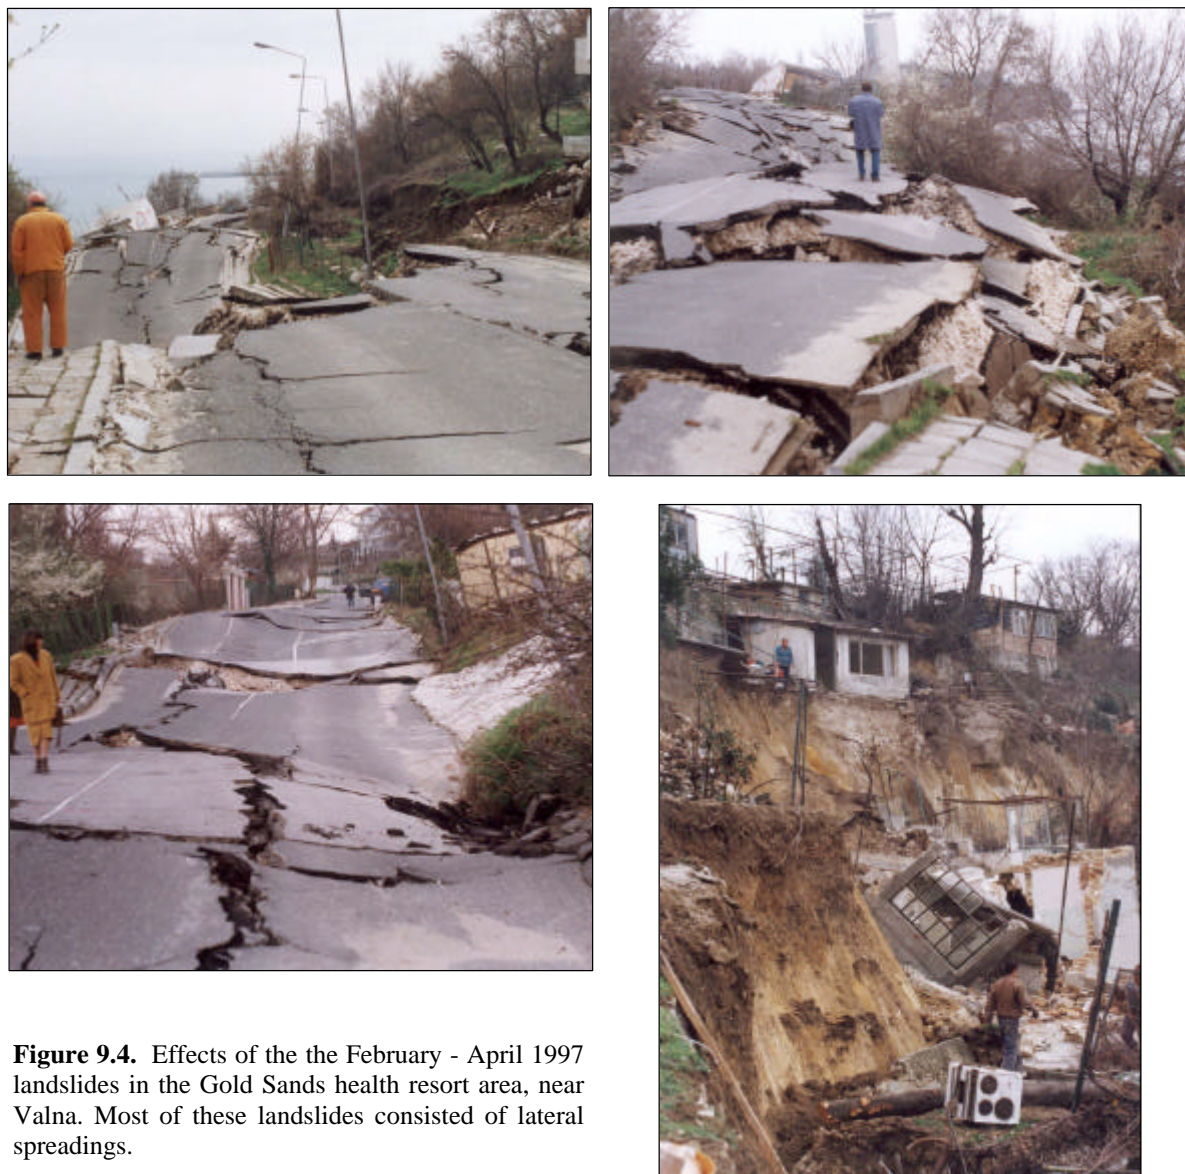 Figure 9.4. Effects of the the February - April 1997
landslides in the Gold Sands health resort area, near
Valna. Most of these landslides consisted of lateral
spreadings.